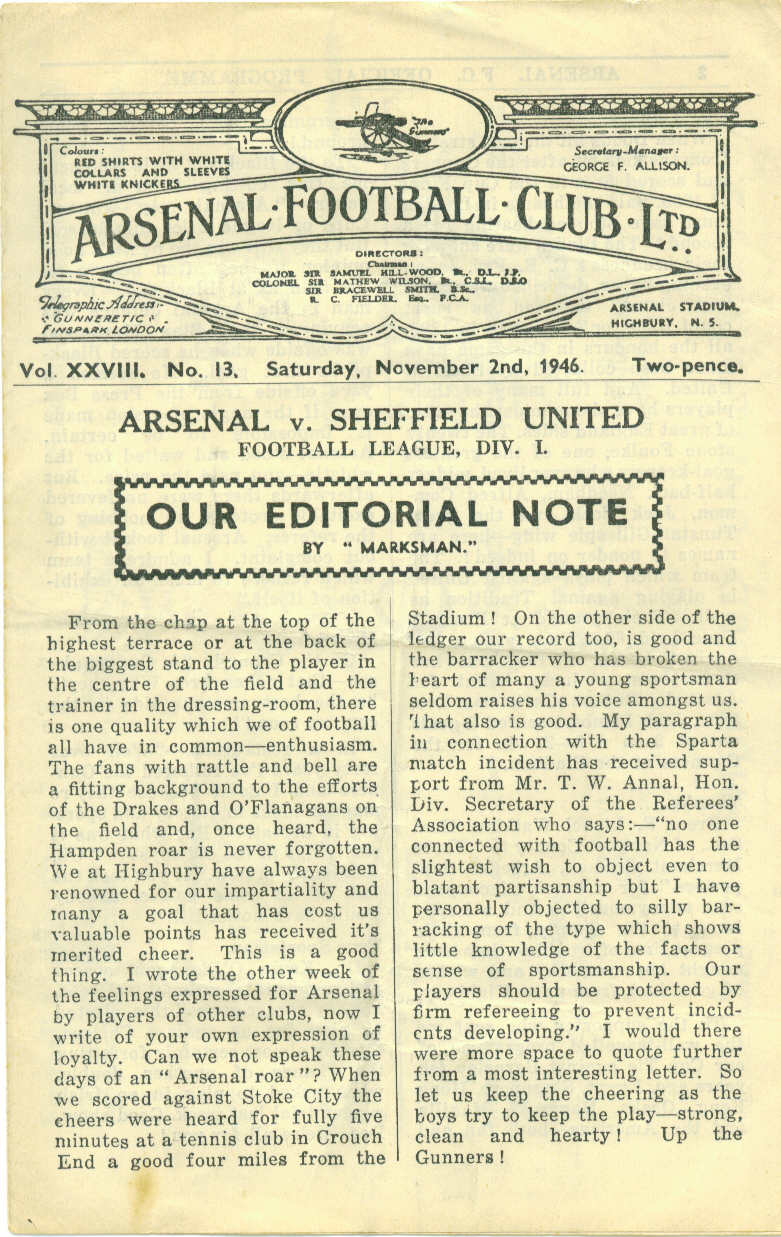 The
Gunners
Colours:
RED SHIRTS WITH WHITE
COLLARS AND SLEEVES
WHITE KNICKERS
Secretary-Manager:
GEORGE F. ALLISON.
ARSENAL·FOOTBALL·CLUB·LTD
DIRECTORS:
Chairman:
MAJOR SIR SAMUEL HILL-WOOD, Bt., D.L., J.P.
COLONEL SIR MATHEW WILSON, Bt., C.S.I., D.S.O
SIR BRACEWELL SMITH, B.Sc.,
R. C. FIELDER, Esq., F.C.A.
Telegraphic Address:-
"GUNNERETIC".
FINSPARK, LONDON
ARSENAL STADIUM,
HIGHBURY, N. 5.
Vol. XXVIII. No. 13. Saturday, November 2nd, 1946. Two-pence.
ARSENAL v. SHEFFIELD UNITED
FOOTBALL LEAGUE, DIV. I.
OUR EDITORIAL NOTE
BY "MARKSMAN."
From the chap at the top of the
highest terrace or at the back of
the biggest stand to the player in
the centre of the field and the
trainer in the dressing-room, there
is one quality which we of football
all have in common—enthusiasm.
The fans with rattle and bell are
a fitting background to the efforts
of the Drakes and O'Flanagans on
the field and, once heard, the
Hampden roar is never forgotten.
We at Highbury have always been
renowned for our impartiality and
many a goal that has cost us
valuable points has received it's
merited cheer. This is a good
thing. I wrote the other week of
the feelings expressed for Arsenal
by players of other clubs, now I
write of your own expression of
loyalty. Can we not speak these
days of an "Arsenal roar"? When
we scored against Stoke City the
cheers were heard for fully five
minutes at a tennis club in Crouch
End a good four miles from the
Stadium! On the other side of the
ledger our record too, is good and
the barracker who has broken the
heart of many a young sportsman
seldom raises his voice amongst us.
That also is good. My paragraph
in connection with the Sparta
match incident has received sup-
port from Mr. T. W. Annal, Hon.
Div. Secretary of the Referees'
Association who says:—"no one
connected with football has the
slightest wish to object even to
blatant partisanship but I have
personally objected to silly bar-
racking of the type which shows
little knowledge of the facts or
sense of sportsmanship. Our
players should be protected by
firm refereeing to prevent incid-
ents developing." I would there
were more space to quote further
from a most interesting letter. So
let us keep the cheering as the
boys try to keep the play—strong,
clean and hearty! Up the
Gunners!